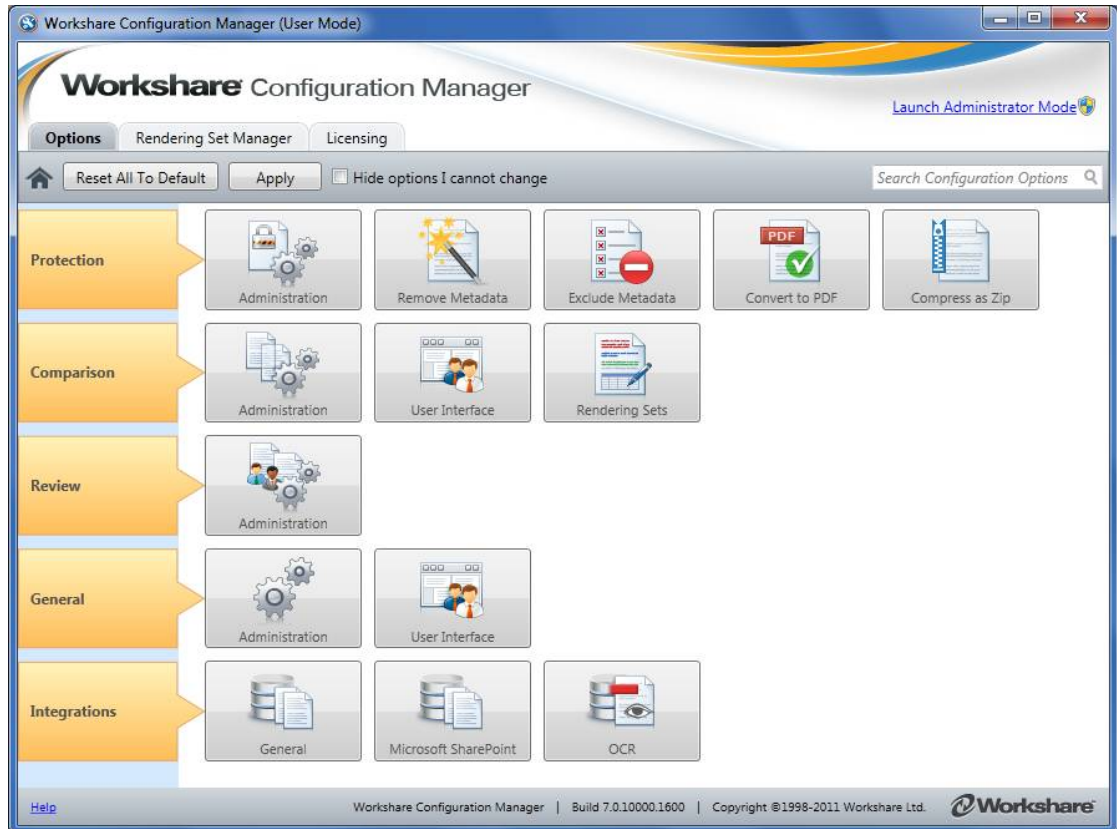 Workshare Configuration Manager (User Mode)
Workshare Configuration Manager
Launch Administrator Mode
Options Rendering Set Manager Licensing
Reset All To Default Apply Hide options I cannot change Search Configuration Options
Protection
Administration Remove Metadata Exclude Metadata Convert to PDF Compress as Zip
PDF
Comparison
Administration User Interface Rendering Sets
Review
Administration
General
Administration User Interface
Integrations
General Microsoft SharePoint OCR
Help Workshare Configuration Manager | Build 7.0.10000.1600 | Copyright ©1998-2011 Workshare Ltd. Workshare